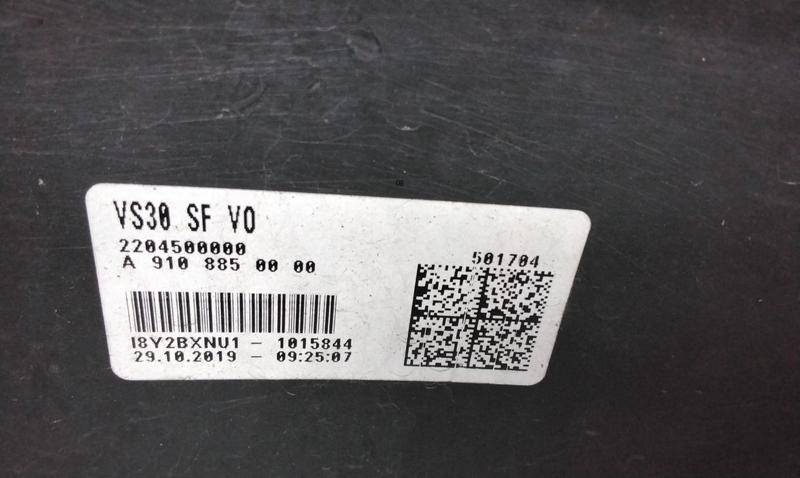 VS30 SF VO
2204500000
A 910 885 00 00
501704
I8Y2BXNU1 - 1015844
29.10.2019 - 09:25:07